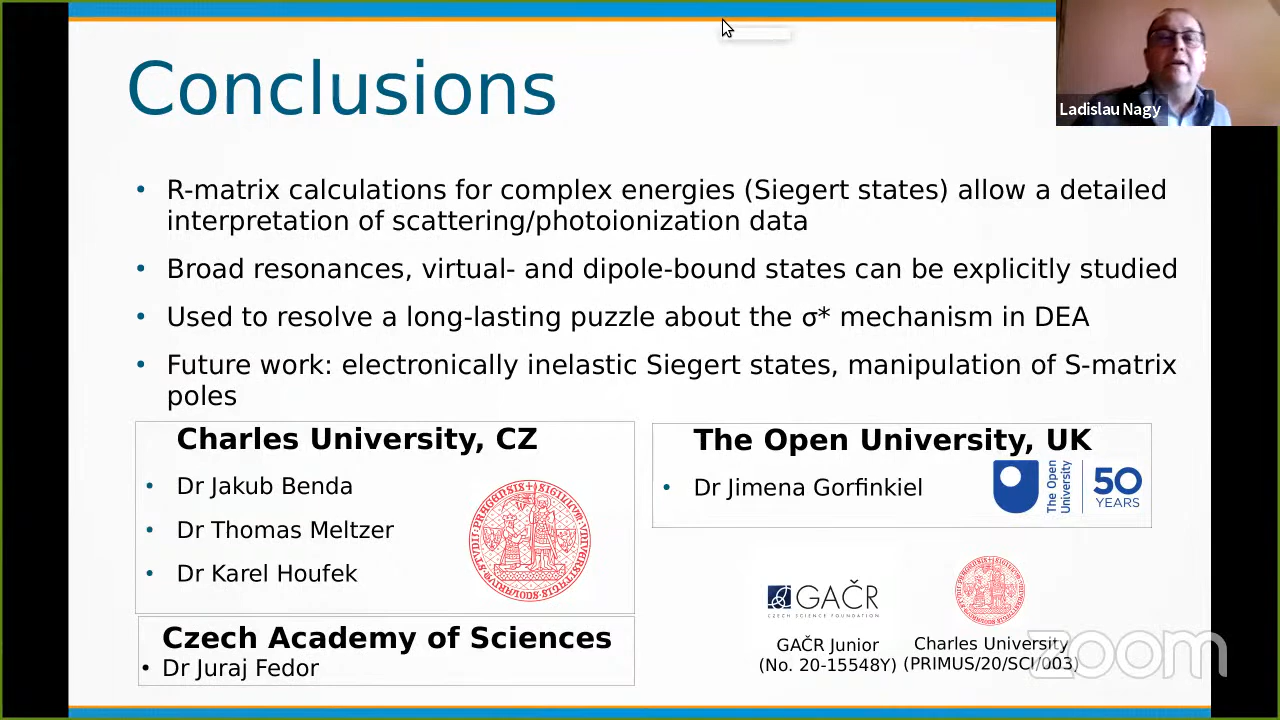 Conclusions
Ladislau Nagy
• R-matrix calculations for complex energies (Siegert states) allow a detailed
interpretation of scattering/photoionization data
• Broad resonances, virtual- and dipole-bound states can be explicitly studied
• Used to resolve a long-lasting puzzle about the σ* mechanism in DEA
• Future work: electronically inelastic Siegert states, manipulation of S-matrix
poles
Charles University, CZ
• Dr Jakub Benda
• Dr Thomas Meltzer
• Dr Karel Houfek
Czech Academy of Sciences
• Dr Juraj Fedor
The Open University, UK
• Dr Jimena Gorfinkiel
The Open
University
50
YEARS
GAČR
CZECH SCIENCE FOUNDATION
GAČR Junior
(No. 20-15548Y)
Charles University
(PRIMUS/20/SCI/003)
zoom